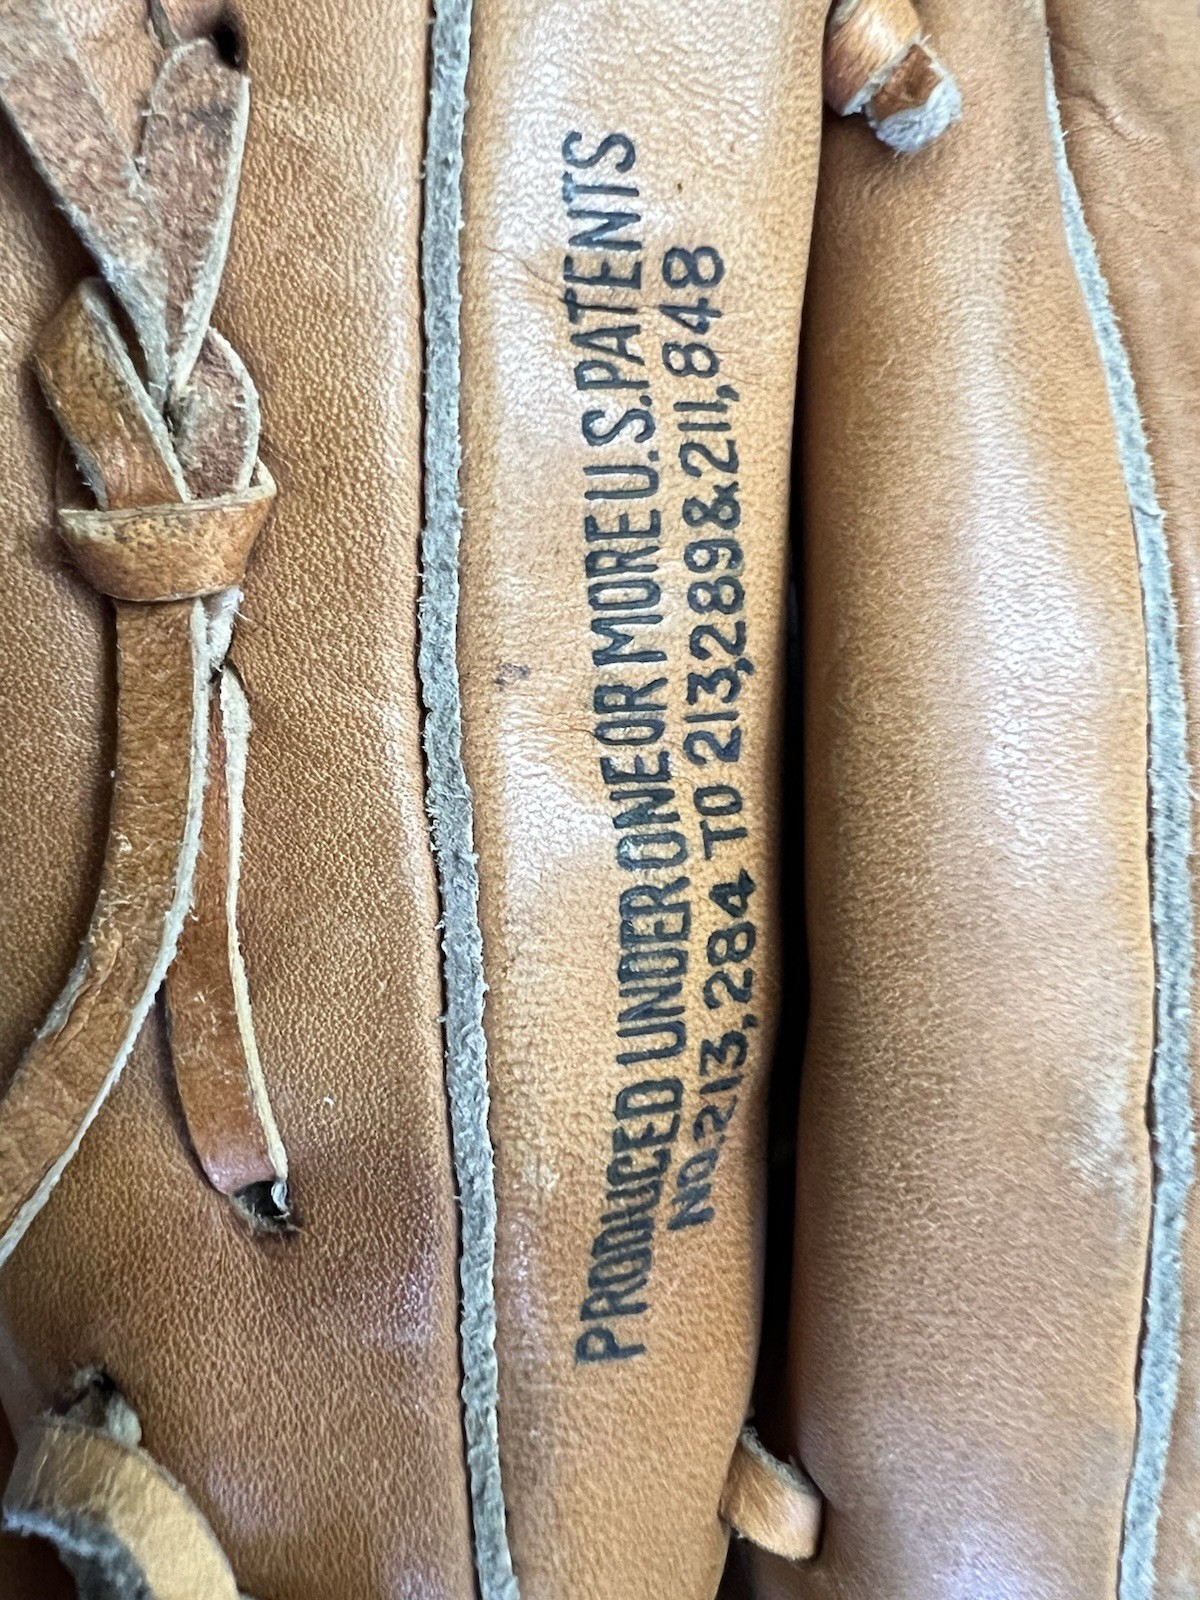 PRODUCED UNDER ONE OR MORE U.S. PATENTS
NO. 213,284 TO 213,289 & 211,848